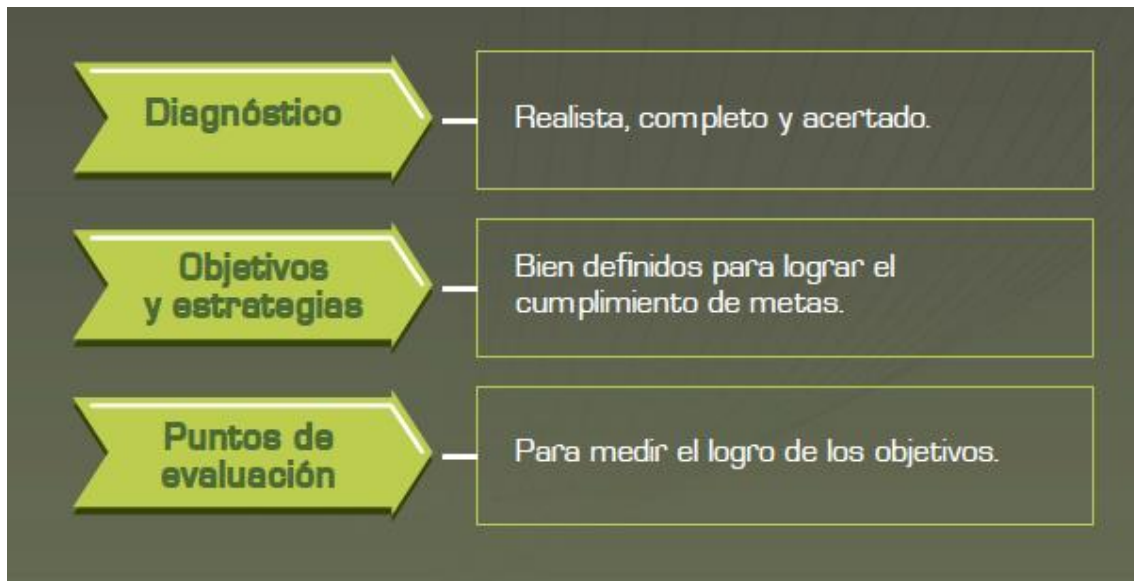 Diagnóstico
Realista, completo y acertado.
Objetivos
y estrategias
Bien definidos para lograr el
cumplimiento de metas.
Puntos de
evaluación
Para medir el logro de los objetivos.